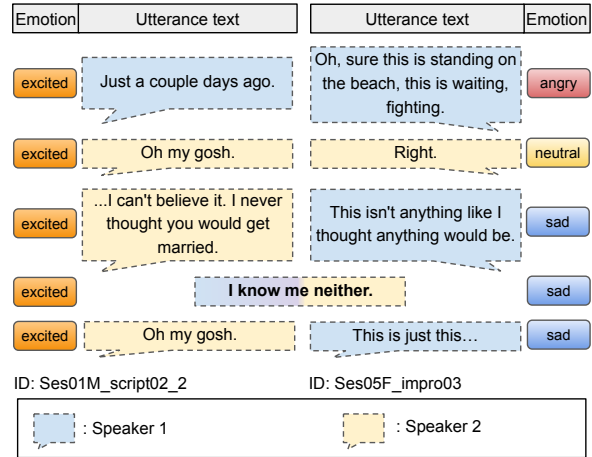 Emotion Utterance text Utterance text Emotion
excited
Just a couple days ago.
Oh, sure this is standing on
the beach, this is waiting,
fighting.
angry
excited
Oh my gosh.
Right.
neutral
excited
...I can't believe it. I never
thought you would get
married.
This isn't anything like I
thought anything would be.
sad
excited
I know me neither.
sad
excited
Oh my gosh.
This is just this…
sad
ID: Ses01M_script02_2
ID: Ses05F_impro03
: Speaker 1
: Speaker 2